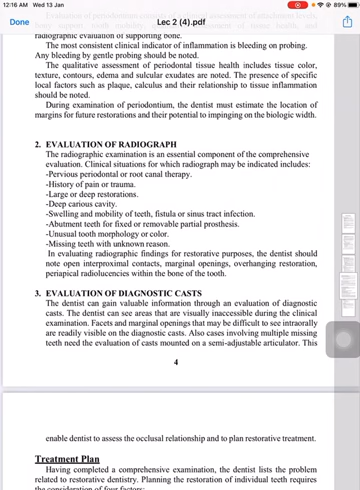 12:16 AM Wed 13 Jan
89%
Done
Lec 2 (4).pdf
radiographic evaluation of supporting bone.
The most consistent clinical indicator of inflammation is bleeding on probing.
Any bleeding by gentle probing should be noted.
The qualitative assessment of periodontal tissue health includes tissue color,
texture, contours, edema and sulcular exudates are noted. The presence of specific
local factors such as plaque, calculus and their relationship to tissue inflammation
should be noted.
During examination of periodontium, the dentist must estimate the location of
margins for future restorations and their potential to impinging on the biologic width.
2. EVALUATION OF RADIOGRAPH
The radiographic examination is an essential component of the comprehensive
evaluation. Clinical situations for which radiograph may be indicated includes:
-Pervious periodontal or root canal therapy.
-History of pain or trauma.
-Large or deep restorations.
-Deep carious cavity.
-Swelling and mobility of teeth, fistula or sinus tract infection.
-Abutment teeth for fixed or removable partial prosthesis.
-Unusual tooth morphology or color.
-Missing teeth with unknown reason.
In evaluating radiographic findings for restorative purposes, the dentist should
note open interproximal contacts, marginal openings, overhanging restoration,
periapical radiolucencies within the bone of the tooth.
3. EVALUATION OF DIAGNOSTIC CASTS
The dentist can gain valuable information through an evaluation of diagnostic
casts. The dentist can see areas that are visually inaccessible during the clinical
examination. Facets and marginal openings that may be difficult to see intraorally
are readily visible on the diagnostic casts. Also cases involving multiple missing
teeth need the evaluation of casts mounted on a semi-adjustable articulator. This
4
enable dentist to assess the occlusal relationship and to plan restorative treatment.
Treatment Plan
Having completed a comprehensive examination, the dentist lists the problem
related to restorative dentistry. Planning the restoration of individual teeth requires
the consideration of four factors: